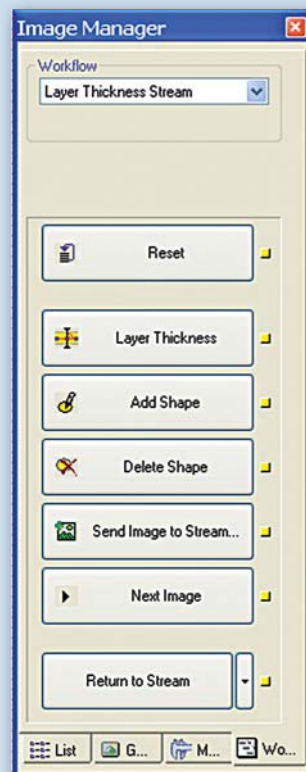 Image Manager
Workflow
Layer Thickness Stream
Reset
Layer Thickness
Add Shape
Delete Shape
Send Image to Stream...
Next Image
Return to Stream
List G... M... Wo...